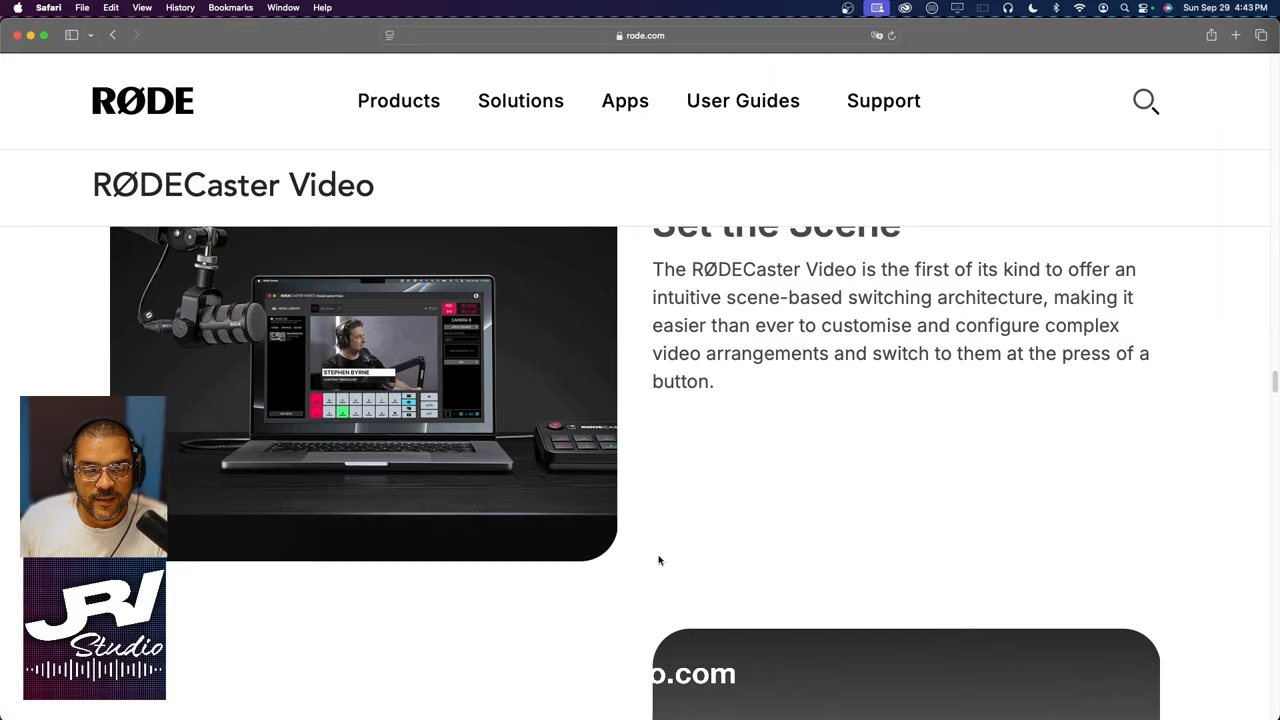 Safari File Edit View History Bookmarks Window Help
Sun Sep 29 4:43 PM
rode.com
RØDE
Products Solutions Apps User Guides Support
RØDECaster Video
Set the Scene
The RØDECaster Video is the first of its kind to offer an
intuitive scene-based switching architecture, making it
easier than ever to customise and configure complex
video arrangements and switch to them at the press of a
button.
STEPHEN BYRNE
CONTENT PRODUCER
JRV
Studio
o.com